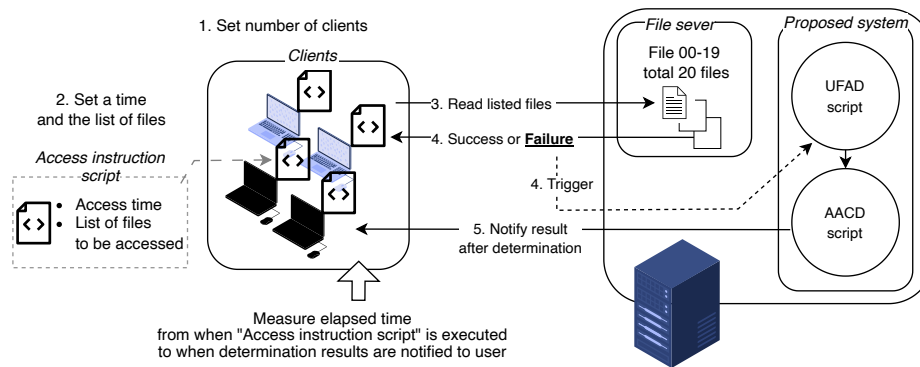 1. Set number of clients
Clients
2. Set a time
and the list of files
Access instruction
script
• Access time
• List of files
to be accessed
< >
< >
< >
< >
< >
3. Read listed files
4. Success or Failure
4. Trigger
5. Notify result
after determination
File sever
File 00-19
total 20 files
Proposed system
UFAD
script
AACD
script
Measure elapsed time
from when "Access instruction script" is executed
to when determination results are notified to user